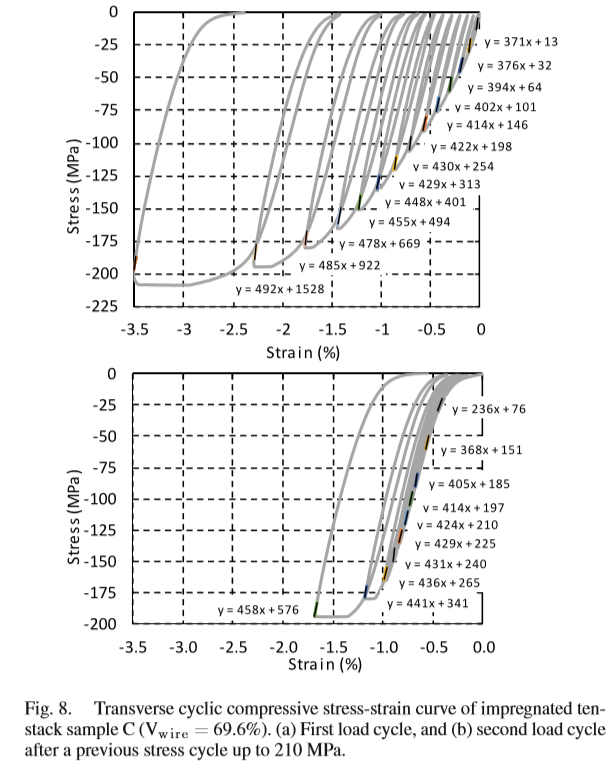 0
-25
-50
-75
-100
-125
-150
-175
-200
-225
Stress (MPa)
y = 371x + 13
y = 376x + 32
y = 394x + 64
y = 402x + 101
y = 414x + 146
y = 422x + 198
y = 430x + 254
y = 429x + 313
y = 448x + 401
y = 455x + 494
y = 478x + 669
y = 485x + 922
y = 492x + 1528
-3.5 -3 -2.5 -2 -1.5 -1 -0.5 0
Strain (%)
0
-25
-50
-75
-100
-125
-150
-175
-200
Stress (MPa)
y = 236x + 76
y = 368x + 151
y = 405x + 185
y = 414x + 197
y = 424x + 210
y = 429x + 225
y = 431x + 240
y = 436x + 265
y = 441x + 341
y = 458x + 576
-3.5 -3.0 -2.5 -2.0 -1.5 -1.0 -0.5 0.0
Strain (%)
Fig. 8. Transverse cyclic compressive stress-strain curve of impregnated ten-
stack sample C (Vwire = 69.6%). (a) First load cycle, and (b) second load cycle
after a previous stress cycle up to 210 MPa.